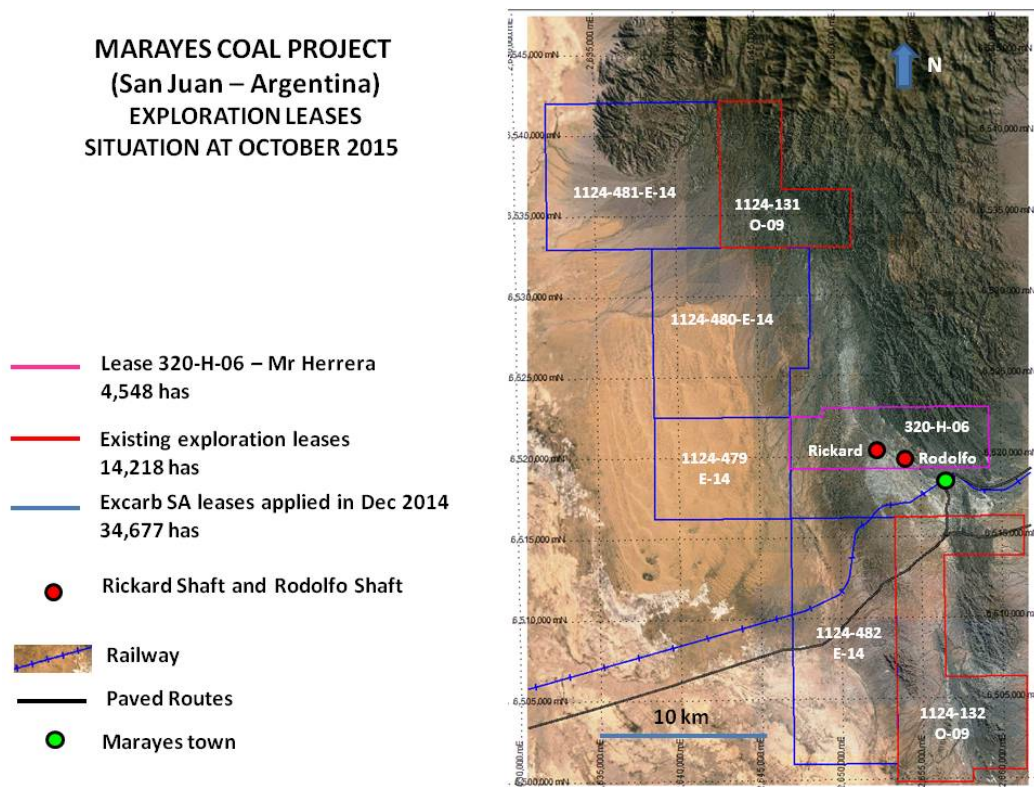 MARAYES COAL PROJECT
(San Juan – Argentina)
EXPLORATION LEASES
SITUATION AT OCTOBER 2015
Lease 320-H-06 – Mr Herrera
4,548 has
Existing exploration leases
14,218 has
Excarb SA leases applied in Dec 2014
34,677 has
Rickard Shaft and Rodolfo Shaft
Railway
Paved Routes
Marayes town
N
1124-481-E-14
1124-131
O-09
1124-480-E-14
320-H-06
Rickard
Rodolfo
1124-479
E-14
1124-482
E-14
1124-132
O-09
10 km
6,540,000 mN
6,535,000 mN
6,530,000 mN
6,525,000 mN
6,520,000 mN
6,515,000 mN
6,510,000 mN
6,505,000 mN